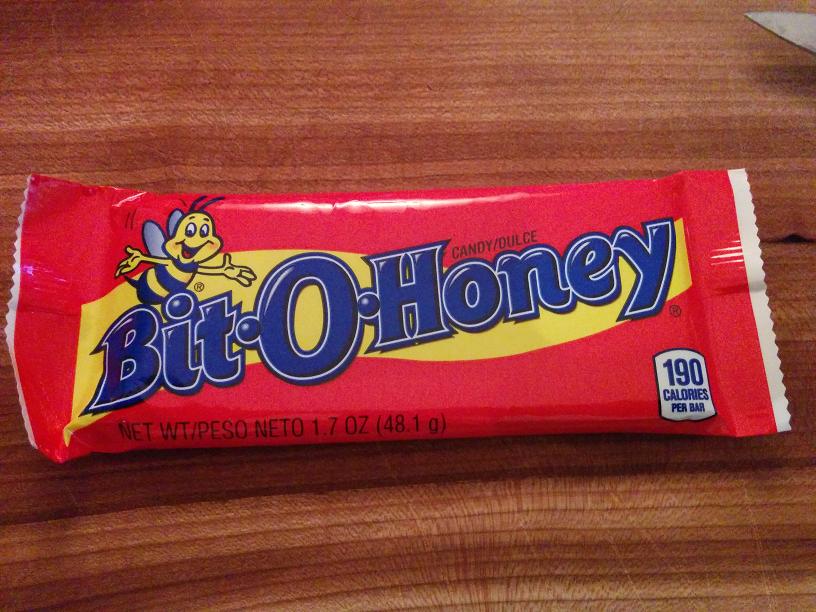 CANDY/DULCE
Bit•O•Honey®
®
190
CALORIES
PER BAR
NET WT/PESO NETO 1.7 OZ (48.1 g)